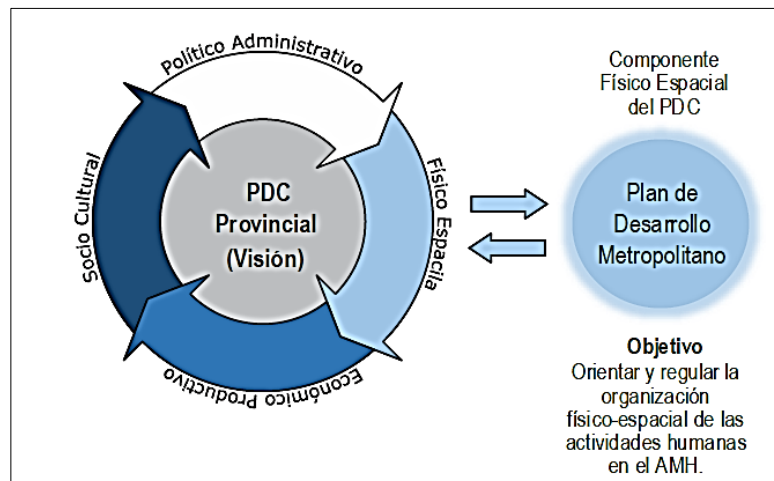 Político Administrativo
Socio Cultural
PDC
Provincial
(Visión)
Físico Espacila
Económico Productivo
Componente
Físico Espacial
del PDC
Plan de
Desarrollo
Metropolitano
Objetivo
Orientar y regular la
organización
físico-espacial de las
actividades humanas
en el AMH.